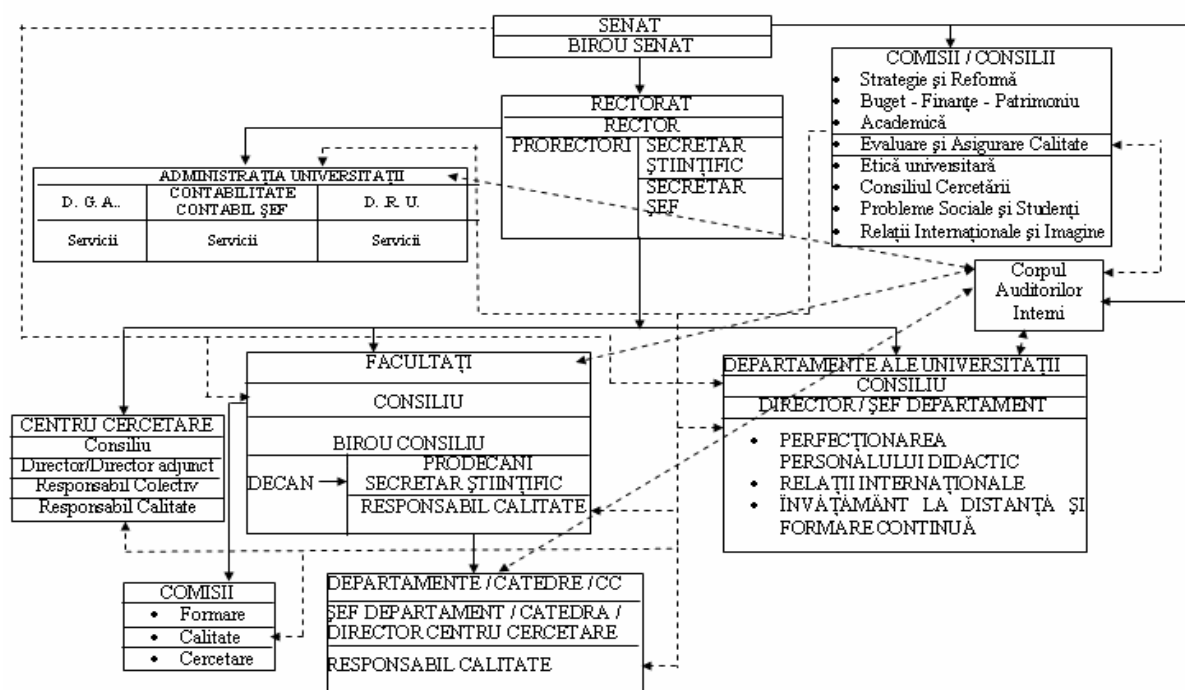 SENAT
BIROU SENAT
COMISII / CONSILII
• Strategie şi Reformă
• Buget - Finanţe - Patrimoniu
• Academică
• Evaluare şi Asigurare Calitate
• Etică universitară
• Consiliul Cercetării
• Probleme Sociale şi Studenţi
• Relaţii Internaţionale şi Imagine
RECTORAT
RECTOR
PRORECTORI
SECRETAR
ŞTIINŢIFIC
SECRETAR
ŞEF
ADMINISTRAŢIA UNIVERSITĂŢII
D. G. A..
CONTABILITATE
CONTABIL ŞEF
D. R. U.
Servicii
Servicii
Servicii
Corpul
Auditorilor
Interni
FACULTAŢI
CONSILIU
BIROU CONSILIU
DECAN
PRODECANI
SECRETAR ŞTIINŢIFIC
RESPONSABIL CALITATE
DEPARTAMENTE ALE UNIVERSITĂŢII
CONSILIU
DIRECTOR / ŞEF DEPARTAMENT
• PERFECŢIONAREA
PERSONALULUI DIDACTIC
• RELAŢII INTERNAŢIONALE
• ÎNVĂŢĂMÂNT LA DISTANŢĂ ŞI
FORMARE CONTINUĂ
CENTRU CERCETARE
Consiliu
Director/Director adjunct
Responsabil Colectiv
Responsabil Calitate
COMISII
• Formare
• Calitate
• Cercetare
DEPARTAMENTE / CATEDRE / CC
ŞEF DEPARTAMENT / CATEDRA /
DIRECTOR CENTRU CERCETARE
RESPONSABIL CALITATE